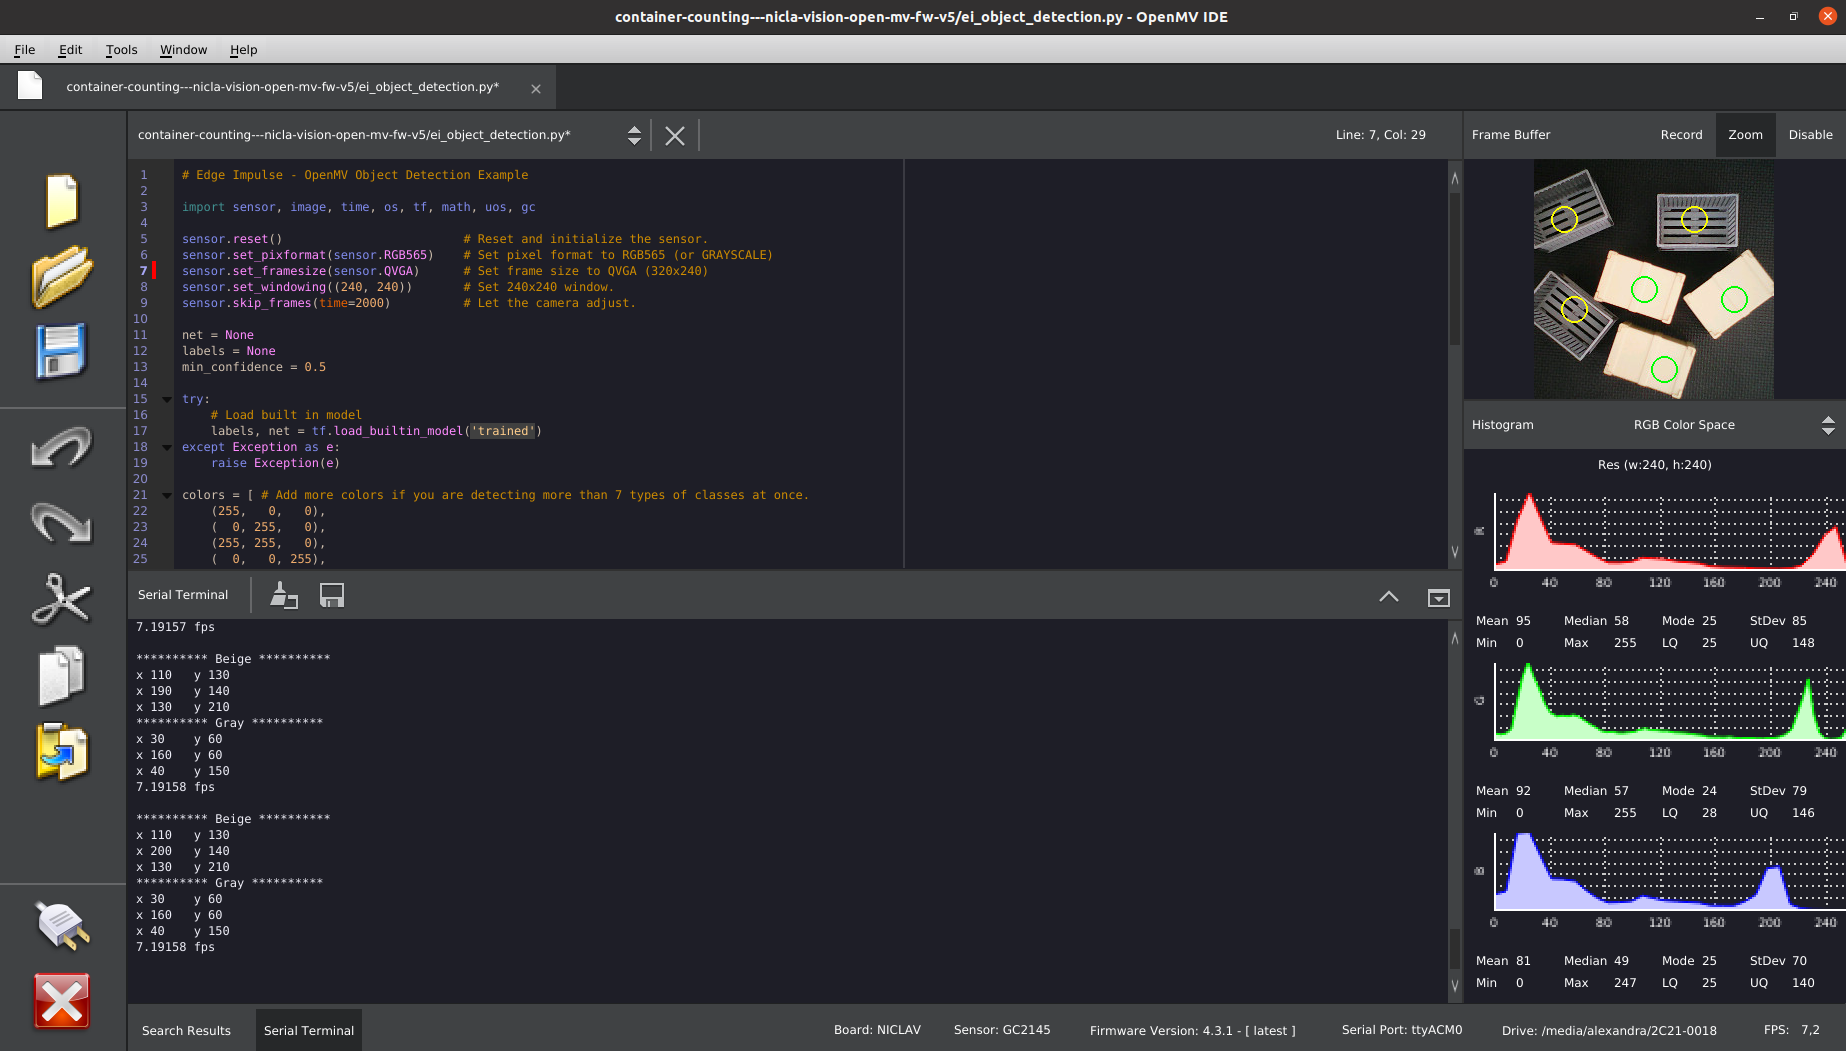 container-counting---nicla-vision-open-mv-fw-v5/ei_object_detection.py - OpenMV IDE
File Edit Tools Window Help
container-counting---nicla-vision-open-mv-fw-v5/ei_object_detection.py*
container-counting---nicla-vision-open-mv-fw-v5/ei_object_detection.py* Line: 7, Col: 29
Frame Buffer Record Zoom Disable
1 # Edge Impulse - OpenMV Object Detection Example
2
3 import sensor, image, time, os, tf, math, uos, gc
4
5 sensor.reset() # Reset and initialize the sensor.
6 sensor.set_pixformat(sensor.RGB565) # Set pixel format to RGB565 (or GRAYSCALE)
7 sensor.set_framesize(sensor.QVGA) # Set frame size to QVGA (320x240)
8 sensor.set_windowing((240, 240)) # Set 240x240 window.
9 sensor.skip_frames(time=2000) # Let the camera adjust.
10
11 net = None
12 labels = None
13 min_confidence = 0.5
14
15 try:
16 # Load built in model
17 labels, net = tf.load_builtin_model('trained')
18 except Exception as e:
19 raise Exception(e)
20
21 colors = [ # Add more colors if you are detecting more than 7 types of classes at once.
22 (255, 0, 0),
23 ( 0, 255, 0),
24 (255, 255, 0),
25 ( 0, 0, 255),
Serial Terminal
7.19157 fps
********** Beige **********
x 110 y 130
x 190 y 140
x 130 y 210
********** Gray **********
x 30 y 60
x 160 y 60
x 40 y 150
7.19158 fps
********** Beige **********
x 110 y 130
x 200 y 140
x 130 y 210
********** Gray **********
x 30 y 60
x 160 y 60
x 40 y 150
7.19158 fps
Histogram RGB Color Space
Res (w:240, h:240)
R
0 40 80 120 160 200 240
Mean 95 Median 58 Mode 25 StDev 85
Min 0 Max 255 LQ 25 UQ 148
G
0 40 80 120 160 200 240
Mean 92 Median 57 Mode 24 StDev 79
Min 0 Max 255 LQ 28 UQ 146
B
0 40 80 120 160 200 240
Mean 81 Median 49 Mode 25 StDev 70
Min 0 Max 247 LQ 25 UQ 140
Search Results Serial Terminal Board: NICLAV Sensor: GC2145 Firmware Version: 4.3.1 - [ latest ] Serial Port: ttyACM0 Drive: /media/alexandra/2C21-0018 FPS: 7,2